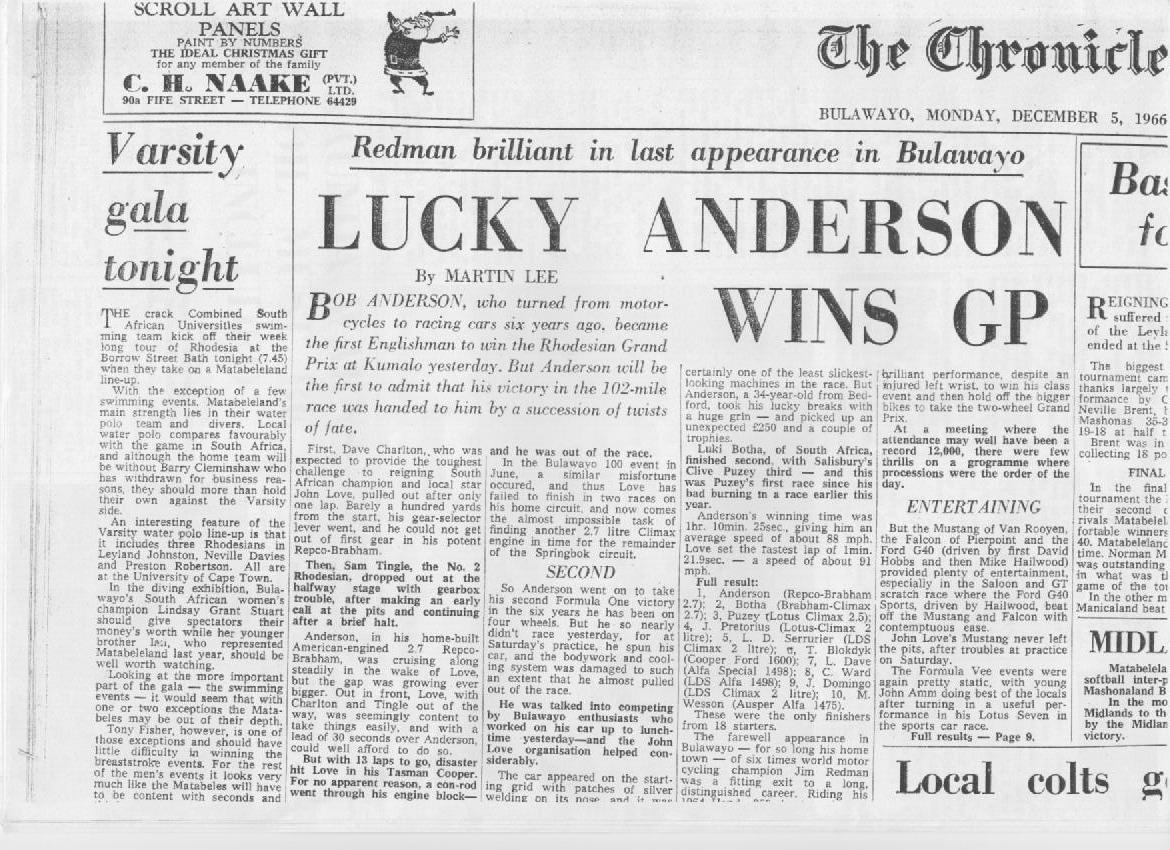 SCROLL ART WALL
PANELS
PAINT BY NUMBERS
THE IDEAL CHRISTMAS GIFT
for any member of the family
C. H. NAAKE (PVT.) LTD.
90a FIFE STREET — TELEPHONE 64429
The Chronicle
BULAWAYO, MONDAY, DECEMBER 5, 1966
Varsity
gala
tonight
THE crack Combined South
African Universities swim-
ming team kick off their week
long tour of Rhodesia at the
Borrow Street Bath tonight (7.45)
when they take on a Matabeleland
line-up.
With the exception of a few
swimming events. Matabeleland's
main strength lies in their water
polo team and divers. Local
water polo compares favourably
with the game in South Africa,
and although the home team will
be without Barry Cleminshaw who
has withdrawn for business rea-
sons, they should more than hold
their own against the Varsity
side.
An interesting feature of the
Varsity water polo line-up is that
it includes three Rhodesians in
Leyland Johnston, Neville Davies
and Preston Robertson. All are
at the University of Cape Town.
In the diving exhibition, Bula-
wayo's South African women's
champion Lindsay Grant Stuart
should give spectators their
money's worth while her younger
brother Ian, who represented
Matabeleland last year, should be
well worth watching.
Looking at the more important
part of the gala — the swimming
events — it would seem that with
one or two exceptions the Mata-
beles may be out of their depth.
Tony Fisher, however, is one of
those exceptions and should have
little difficulty in winning the
breaststroke events. For the rest
of the men's events it looks very
much like the Matabeles will have
to be content with seconds and
Redman brilliant in last appearance in Bulawayo
LUCKY ANDERSON
WINS GP
By MARTIN LEE
BOB ANDERSON, who turned from motor-
cycles to racing cars six years ago, became
the first Englishman to win the Rhodesian Grand
Prix at Kumalo yesterday. But Anderson will be
the first to admit that his victory in the 102-mile
race was handed to him by a succession of twists
of fate.
First, Dave Charlton, who was
expected to provide the toughest
challenge to reigning South
African champion and local star
John Love, pulled out after only
one lap. Barely a hundred yards
from the start, his gear-selector
lever went, and he could not get
out of first gear in his potent
Repco-Brabham.
Then, Sam Tingle, the No. 2
Rhodesian, dropped out at the
halfway stage with gearbox
trouble, after making an early
call at the pits and continuing
after a brief halt.
Anderson, in his home-built
American-engined 2.7 Repco-
Brabham, was cruising along
steadily in the wake of Love,
but the gap was growing ever
bigger. Out in front, Love, with
Charlton and Tingle out of the
way, was seemingly content to
take things easily, and with a
lead of 30 seconds over Anderson,
could well afford to do so.
But with 13 laps to go, disaster
hit Love in his Tasman Cooper.
For no apparent reason, a con-rod
went through his engine block—
and he was out of the race.
In the Bulawayo 100 event in
June, a similar misfortune
occured, and thus Love has
failed to finish in two races on
his home circuit, and now comes
the almost impossible task of
finding another 2.7 litre Climax
engine in time for the remainder
of the Springbok circuit.
SECOND
So Anderson went on to take
his second Formula One victory
in the six years he has been on
four wheels. But he so nearly
didn't race yesterday, for at
Saturday's practice, he spun his
car, and the bodywork and cool-
ing system was damaged to such
an extent that he almost pulled
out of the race.
He was talked into competing
by Bulawayo enthusiasts who
worked on his car up to lunch-
time yesterday—and the John
Love organisation helped con-
siderably.
The car appeared on the start-
ing grid with patches of silver
welding on its nose and it was
certainly one of the least slickest-
looking machines in the race. But
Anderson, a 34-year-old from Bed-
ford, took his lucky breaks with
a huge grin — and picked up an
unexpected £250 and a couple of
trophies.
Luki Botha, of South Africa,
finished second, with Salisbury's
Clive Puzey third — and this
was Puzey's first race since his
bad burning in a race earlier this
year.
Anderson's winning time was
1hr. 10min. 25sec., giving him an
average speed of about 88 mph.
Love set the fastest lap of 1min.
21.9sec. — a speed of about 91
mph.
Full result:
1, Anderson (Repco-Brabham
2.7); 2, Botha (Brabham-Climax
2.7); 3, Puzey (Lotus Climax 2.5);
4, J. Pretorius (Lotus-Climax 2
litre); 5, L. D. Serrurier (LDS
Climax 2 litre); 6, T. Blokdyk
(Cooper Ford 1600); 7, L. Dave
(Alfa Special 1498); 8, C. Ward
(LDS Alfa 1498); 9, J. Domingo
(LDS Climax 2 litre); 10, M.
Wesson (Ausper Alfa 1475).
These were the only finishers
from 18 starters.
The farewell appearance in
Bulawayo — for so long his home
town — of six times world motor
cycling champion Jim Redman
was a fitting exit to a long,
distinguished career. Riding his
brilliant performance, despite an
injured left wrist, to win his class
event and then hold off the bigger
bikes to take the two-wheel Grand
Prix.
At a meeting where the
attendance may well have been a
record 12,000, there were few
thrills on a programme where
processions were the order of the
day.
ENTERTAINING
But the Mustang of Van Rooyen,
the Falcon of Pierpoint and the
Ford G40 (driven by first David
Hobbs and then Mike Hailwood)
provided plenty of entertainment,
especially in the Saloon and GT
scratch race where the Ford G40
Sports, driven by Hailwood, beat
off the Mustang and Falcon with
contemptuous ease.
John Love's Mustang never left
the pits, after troubles at practice
on Saturday.
The Formula Vee events were
again pretty static, with young
John Amm doing best of the locals
after turning in a useful per-
formance in his Lotus Seven in
the sports car race.
Full results — Page 9.
REIGNING
suffered
of the Leyl
ended at the
The biggest
tournament cam
thanks largely
formance by C
Neville Brent,
Mashonas 35-3
19-18 at half t
Brent was in
collecting 18 po
FINAL
In the final
tournament the
their second
rivals Matabelel
fortable winners
40. Matabelelanc
time. Norman M
was outstanding
in what was ti
game of the to
In the other m
Manicaland beat
MIDL
Matabela
softball inter-p
Mashonaland B
In the mo
Midlands to th
by the Midlan
victory.
Local colts g